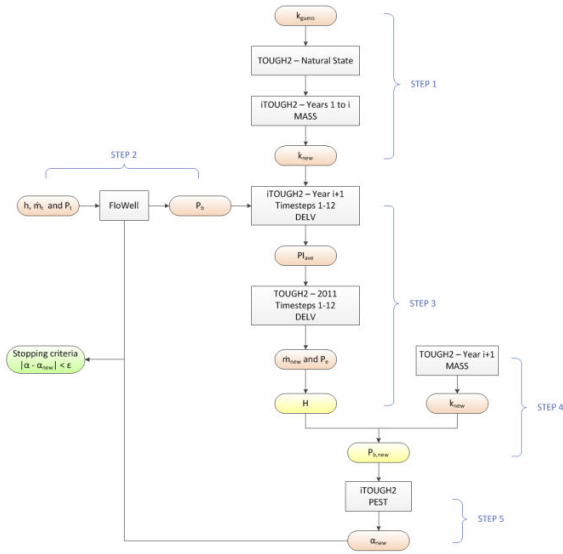 k_guess
TOUGH2 – Natural State
STEP 1
iTOUGH2 – Years 1 to i
MASS
k_new
STEP 2
h, ṁ_t and P_t
FloWell
P_b
iTOUGH2 – Year i+1
Timesteps 1-12
DELV
PI_ave
STEP 3
TOUGH2 – 2011
Timesteps 1-12
DELV
Stopping criteria
|α - α_new| < ε
ṁ_new and P_e
TOUGH2 – Year i+1
MASS
H
k_new
STEP 4
P_b,new
iTOUGH2
PEST
STEP 5
α_new